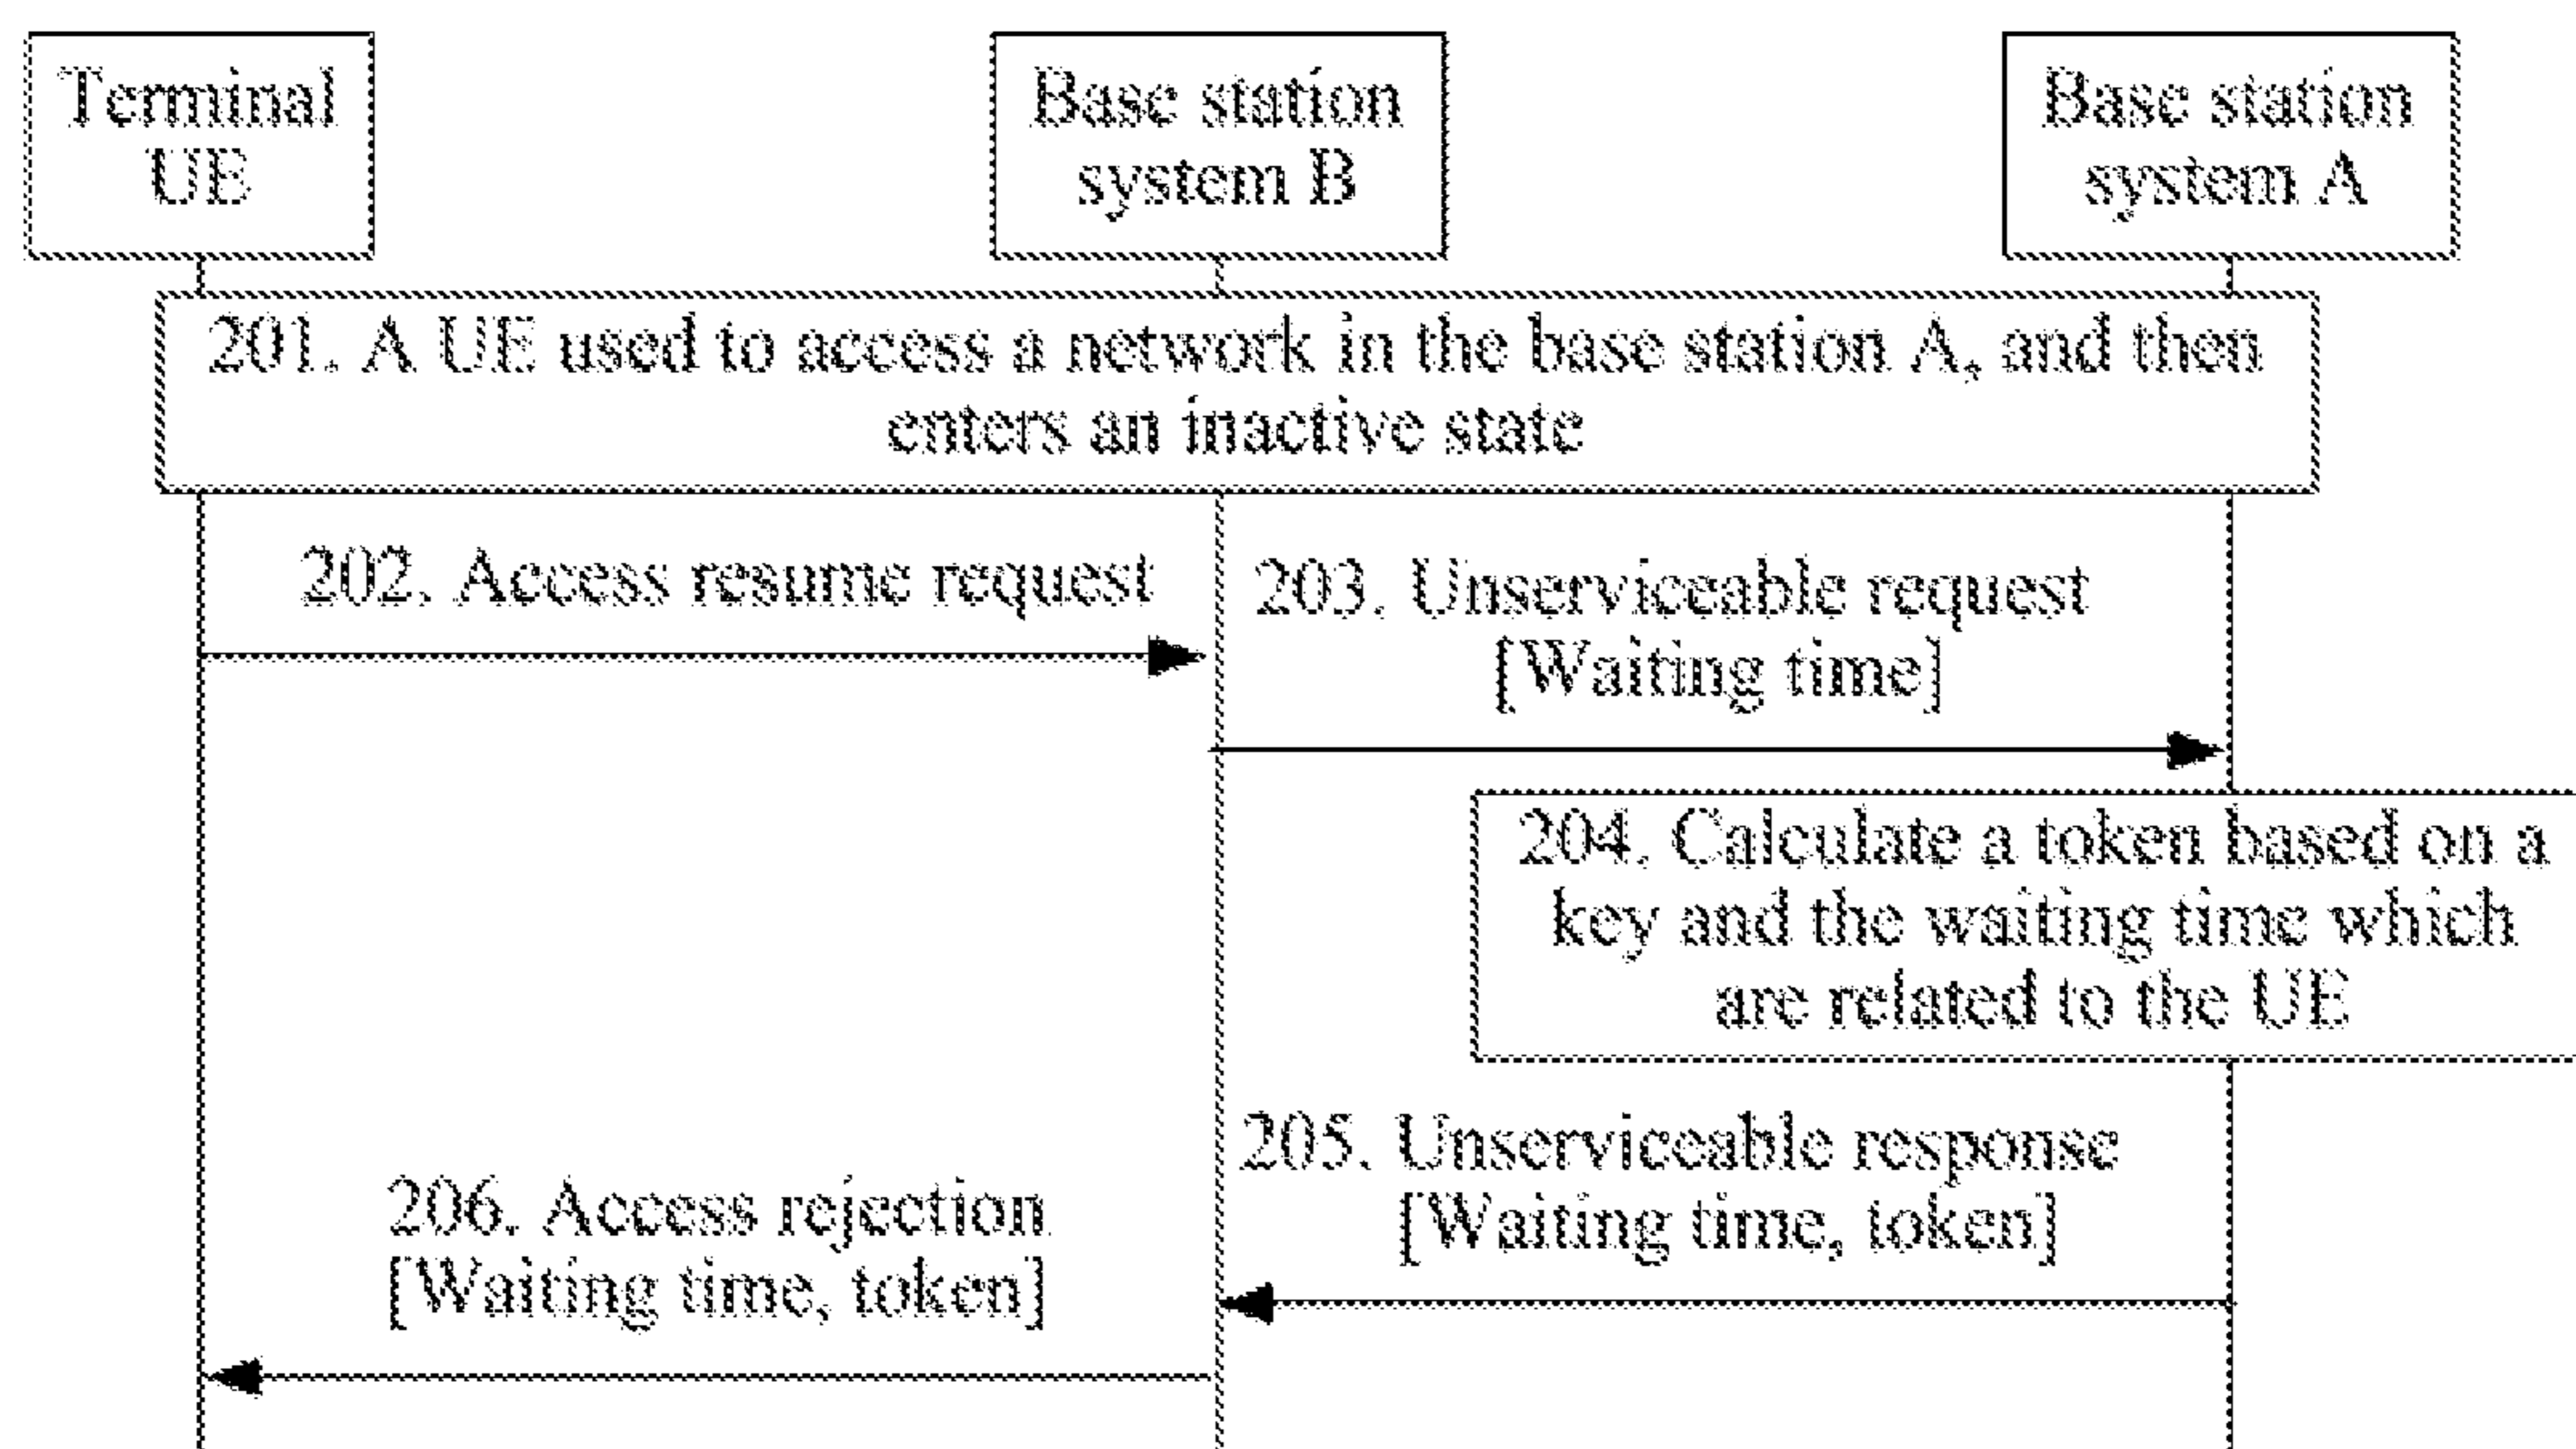 Terminal
UE
Base station
system B
Base station
system A
201. A UE used to access a network in the base station A, and then
enters an inactive state
202. Access resume request
203. Unserviceable request
[Waiting time]
204. Calculate a token based on a
key and the waiting time which
are related to the UE
205. Unserviceable response
[Waiting time, token]
206. Access rejection
[Waiting time, token]